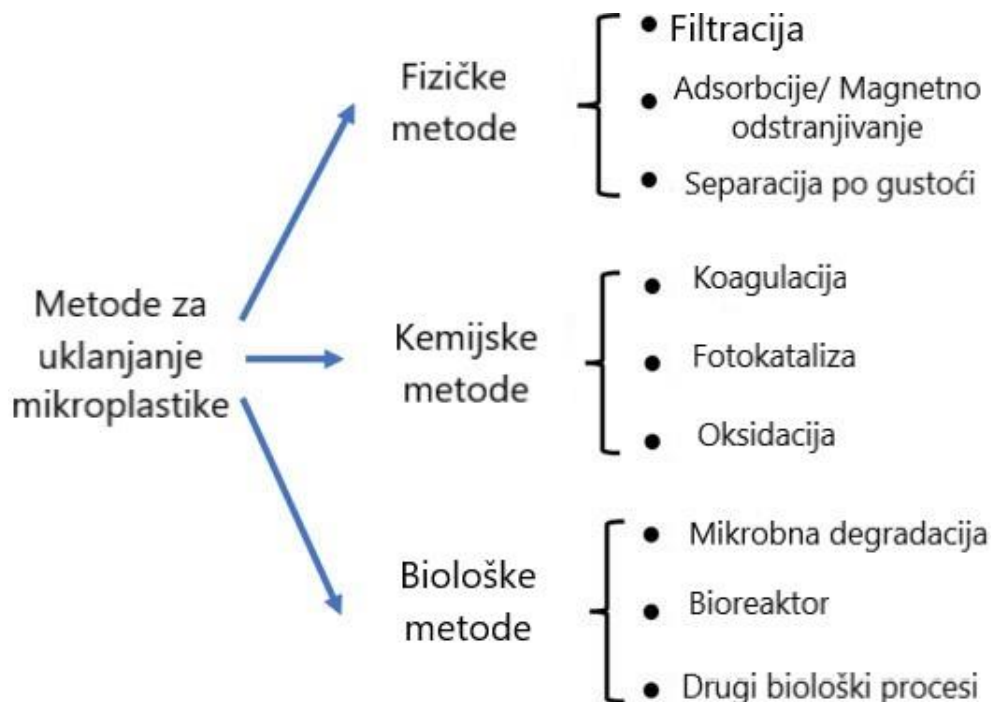 Metode za
uklanjanje
mikroplastike
Fizičke
metode
• Filtracija
• Adsorbcije/ Magnetno
odstranjivanje
• Separacija po gustoći
Kemijske
metode
• Koagulacija
• Fotokataliza
• Oksidacija
Biološke
metode
• Mikrobna degradacija
• Bioreaktor
• Drugi biološki procesi